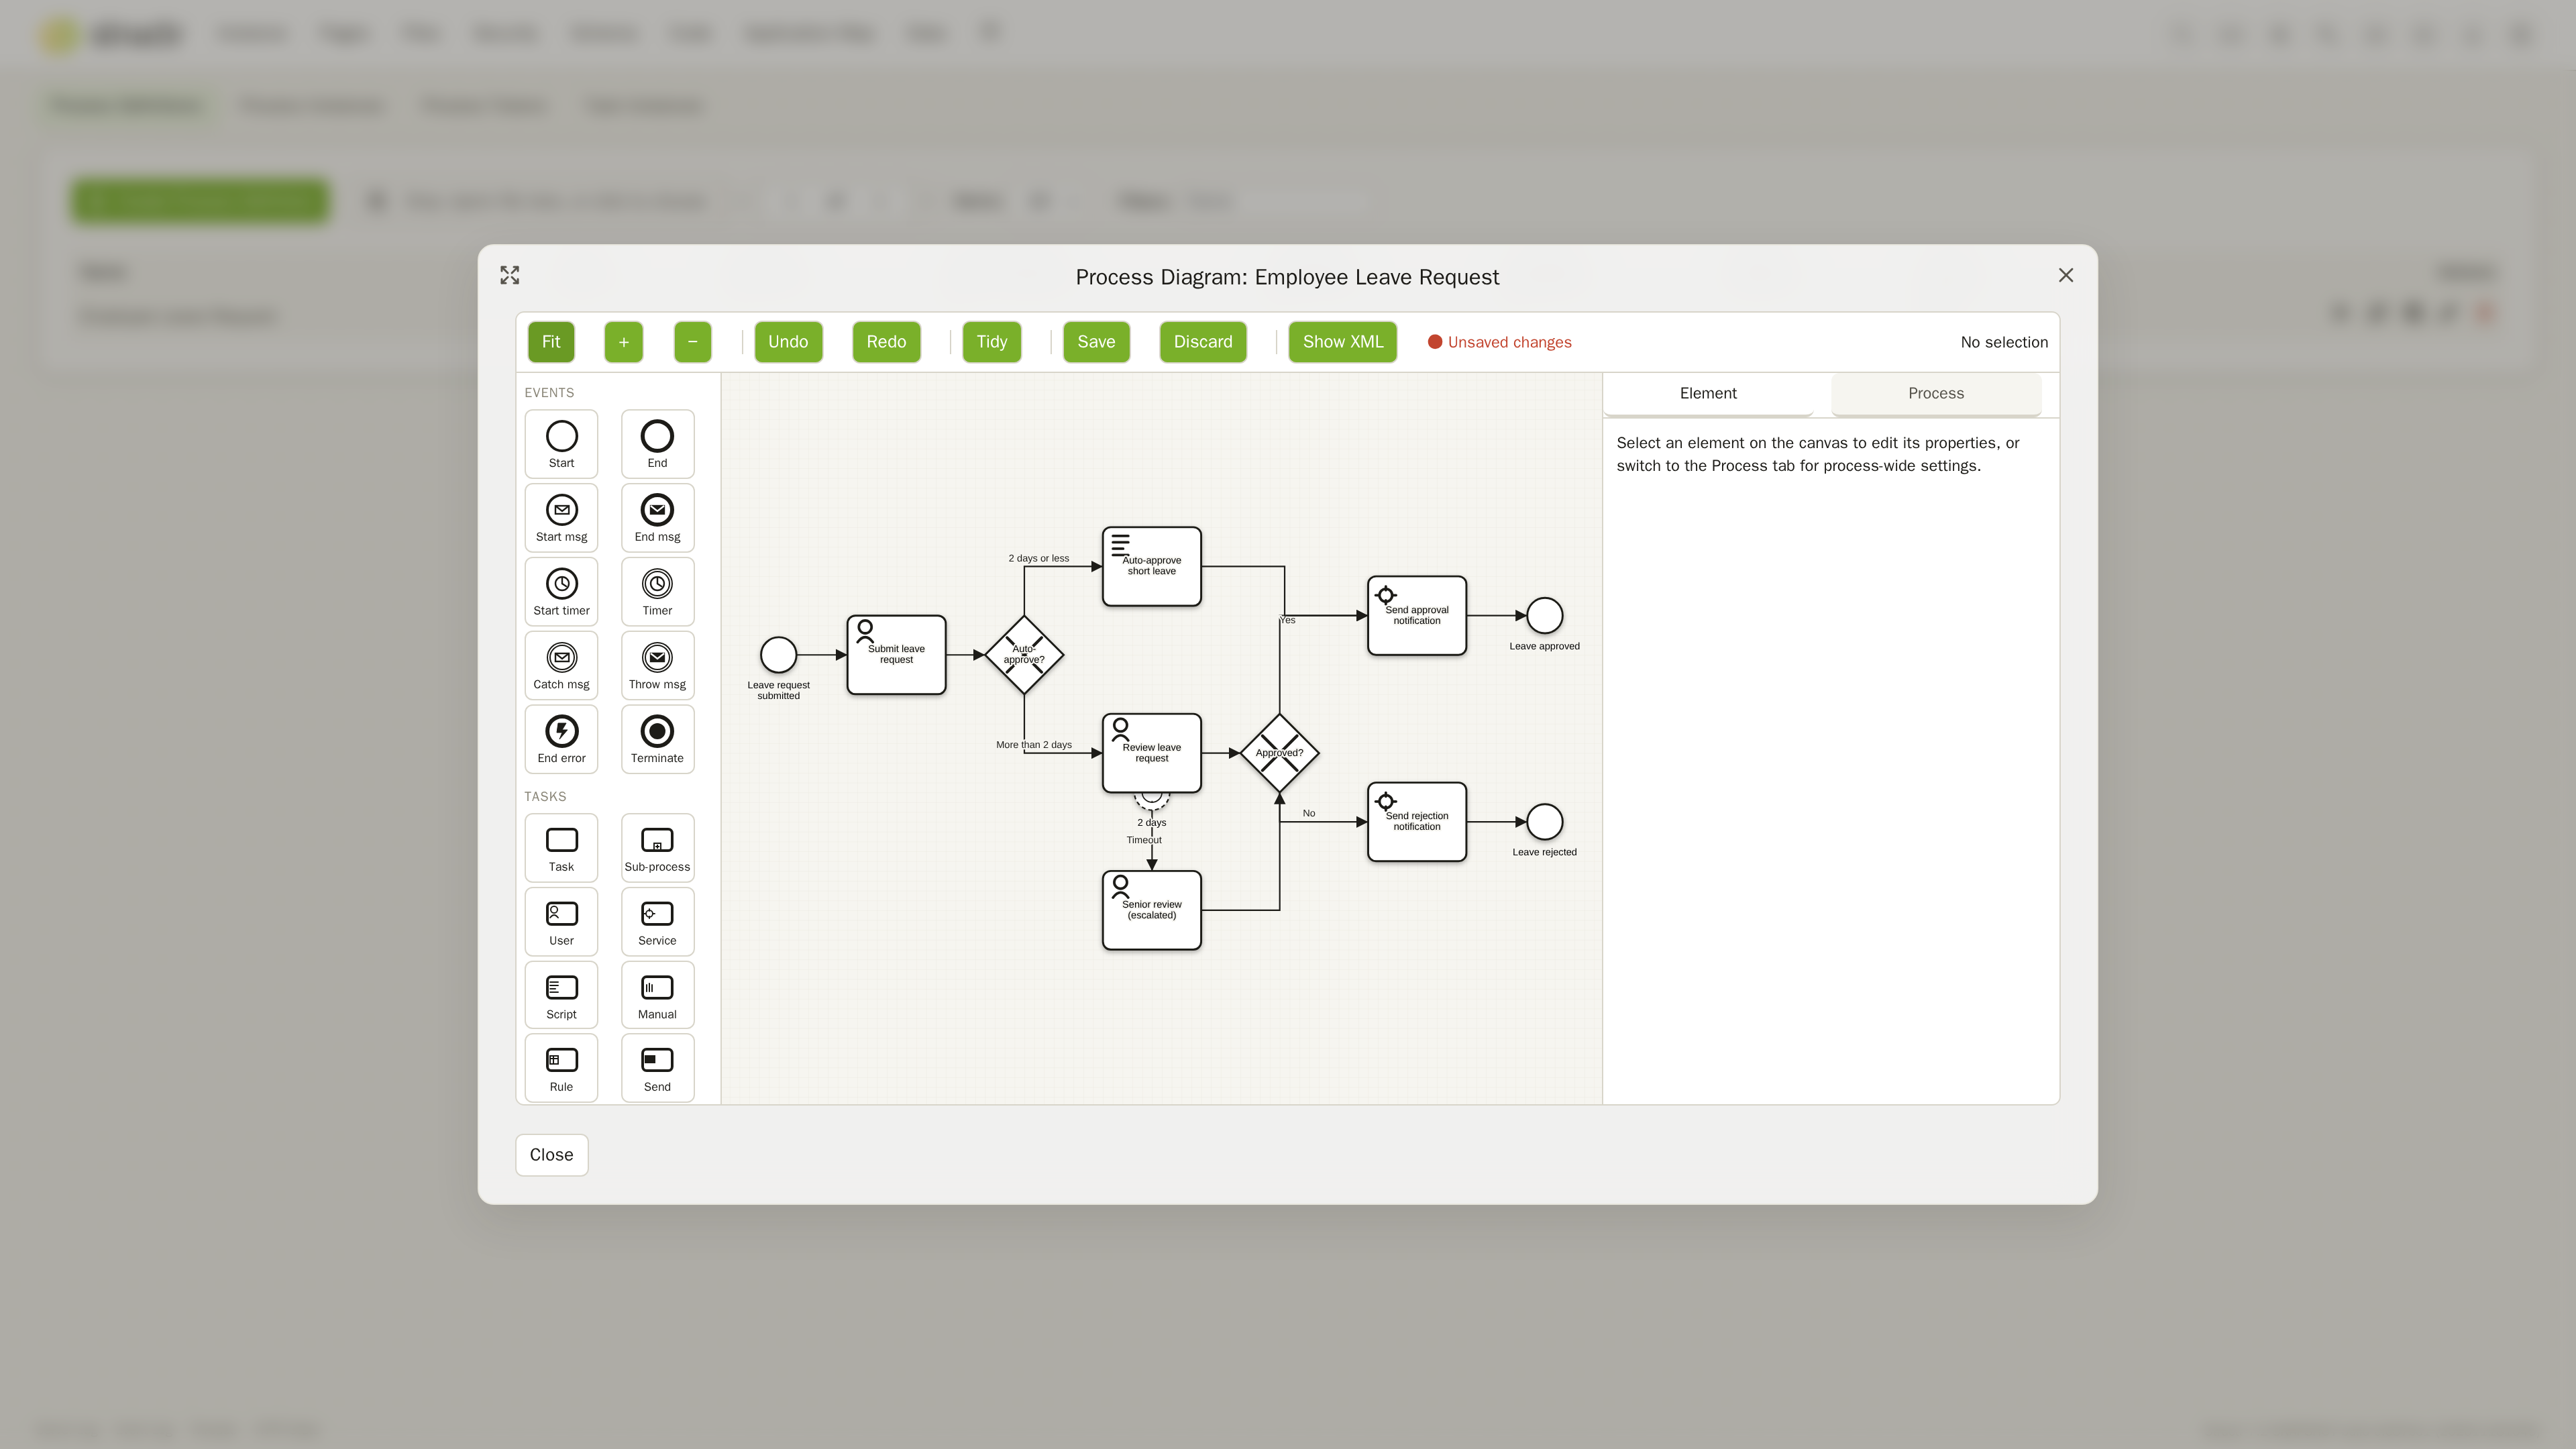 Process Diagram: Employee Leave Request
Fit
+
−
Undo
Redo
Tidy
Save
Discard
Show XML
Unsaved changes
No selection
EVENTS
Start
End
Start msg
End msg
Start timer
Timer
Catch msg
Throw msg
End error
Terminate
TASKS
Task
Sub-process
User
Service
Script
Manual
Rule
Send
Leave request
submitted
Submit leave
request
Auto-
approve?
2 days or less
More than 2 days
Auto-approve
short leave
Review leave
request
2 days
Timeout
Senior review
(escalated)
Approved?
Yes
No
Send approval
notification
Leave approved
Send rejection
notification
Leave rejected
Element
Process
Select an element on the canvas to edit its properties, or
switch to the Process tab for process-wide settings.
Close